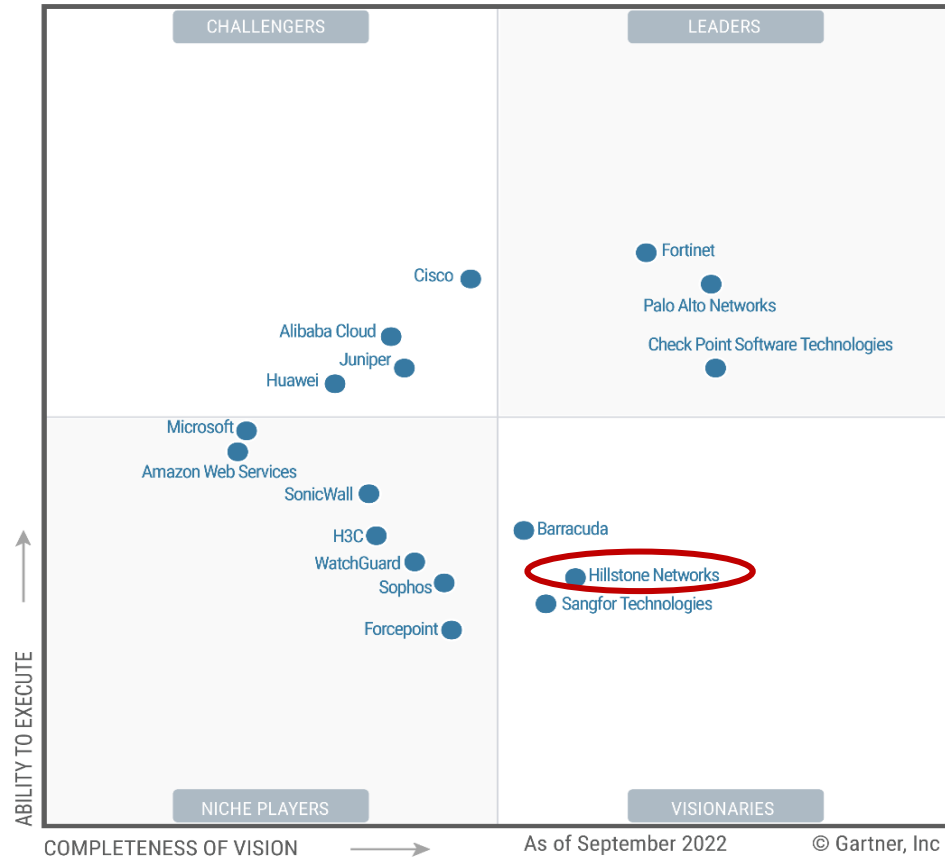 CHALLENGERS
LEADERS
Fortinet
Cisco
Palo Alto Networks
Alibaba Cloud
Check Point Software Technologies
Juniper
Huawei
Microsoft
Amazon Web Services
SonicWall
Barracuda
H3C
WatchGuard
Hillstone Networks
Sophos
Sangfor Technologies
Forcepoint
ABILITY TO EXECUTE
NICHE PLAYERS
VISIONARIES
COMPLETENESS OF VISION
As of September 2022
© Gartner, Inc